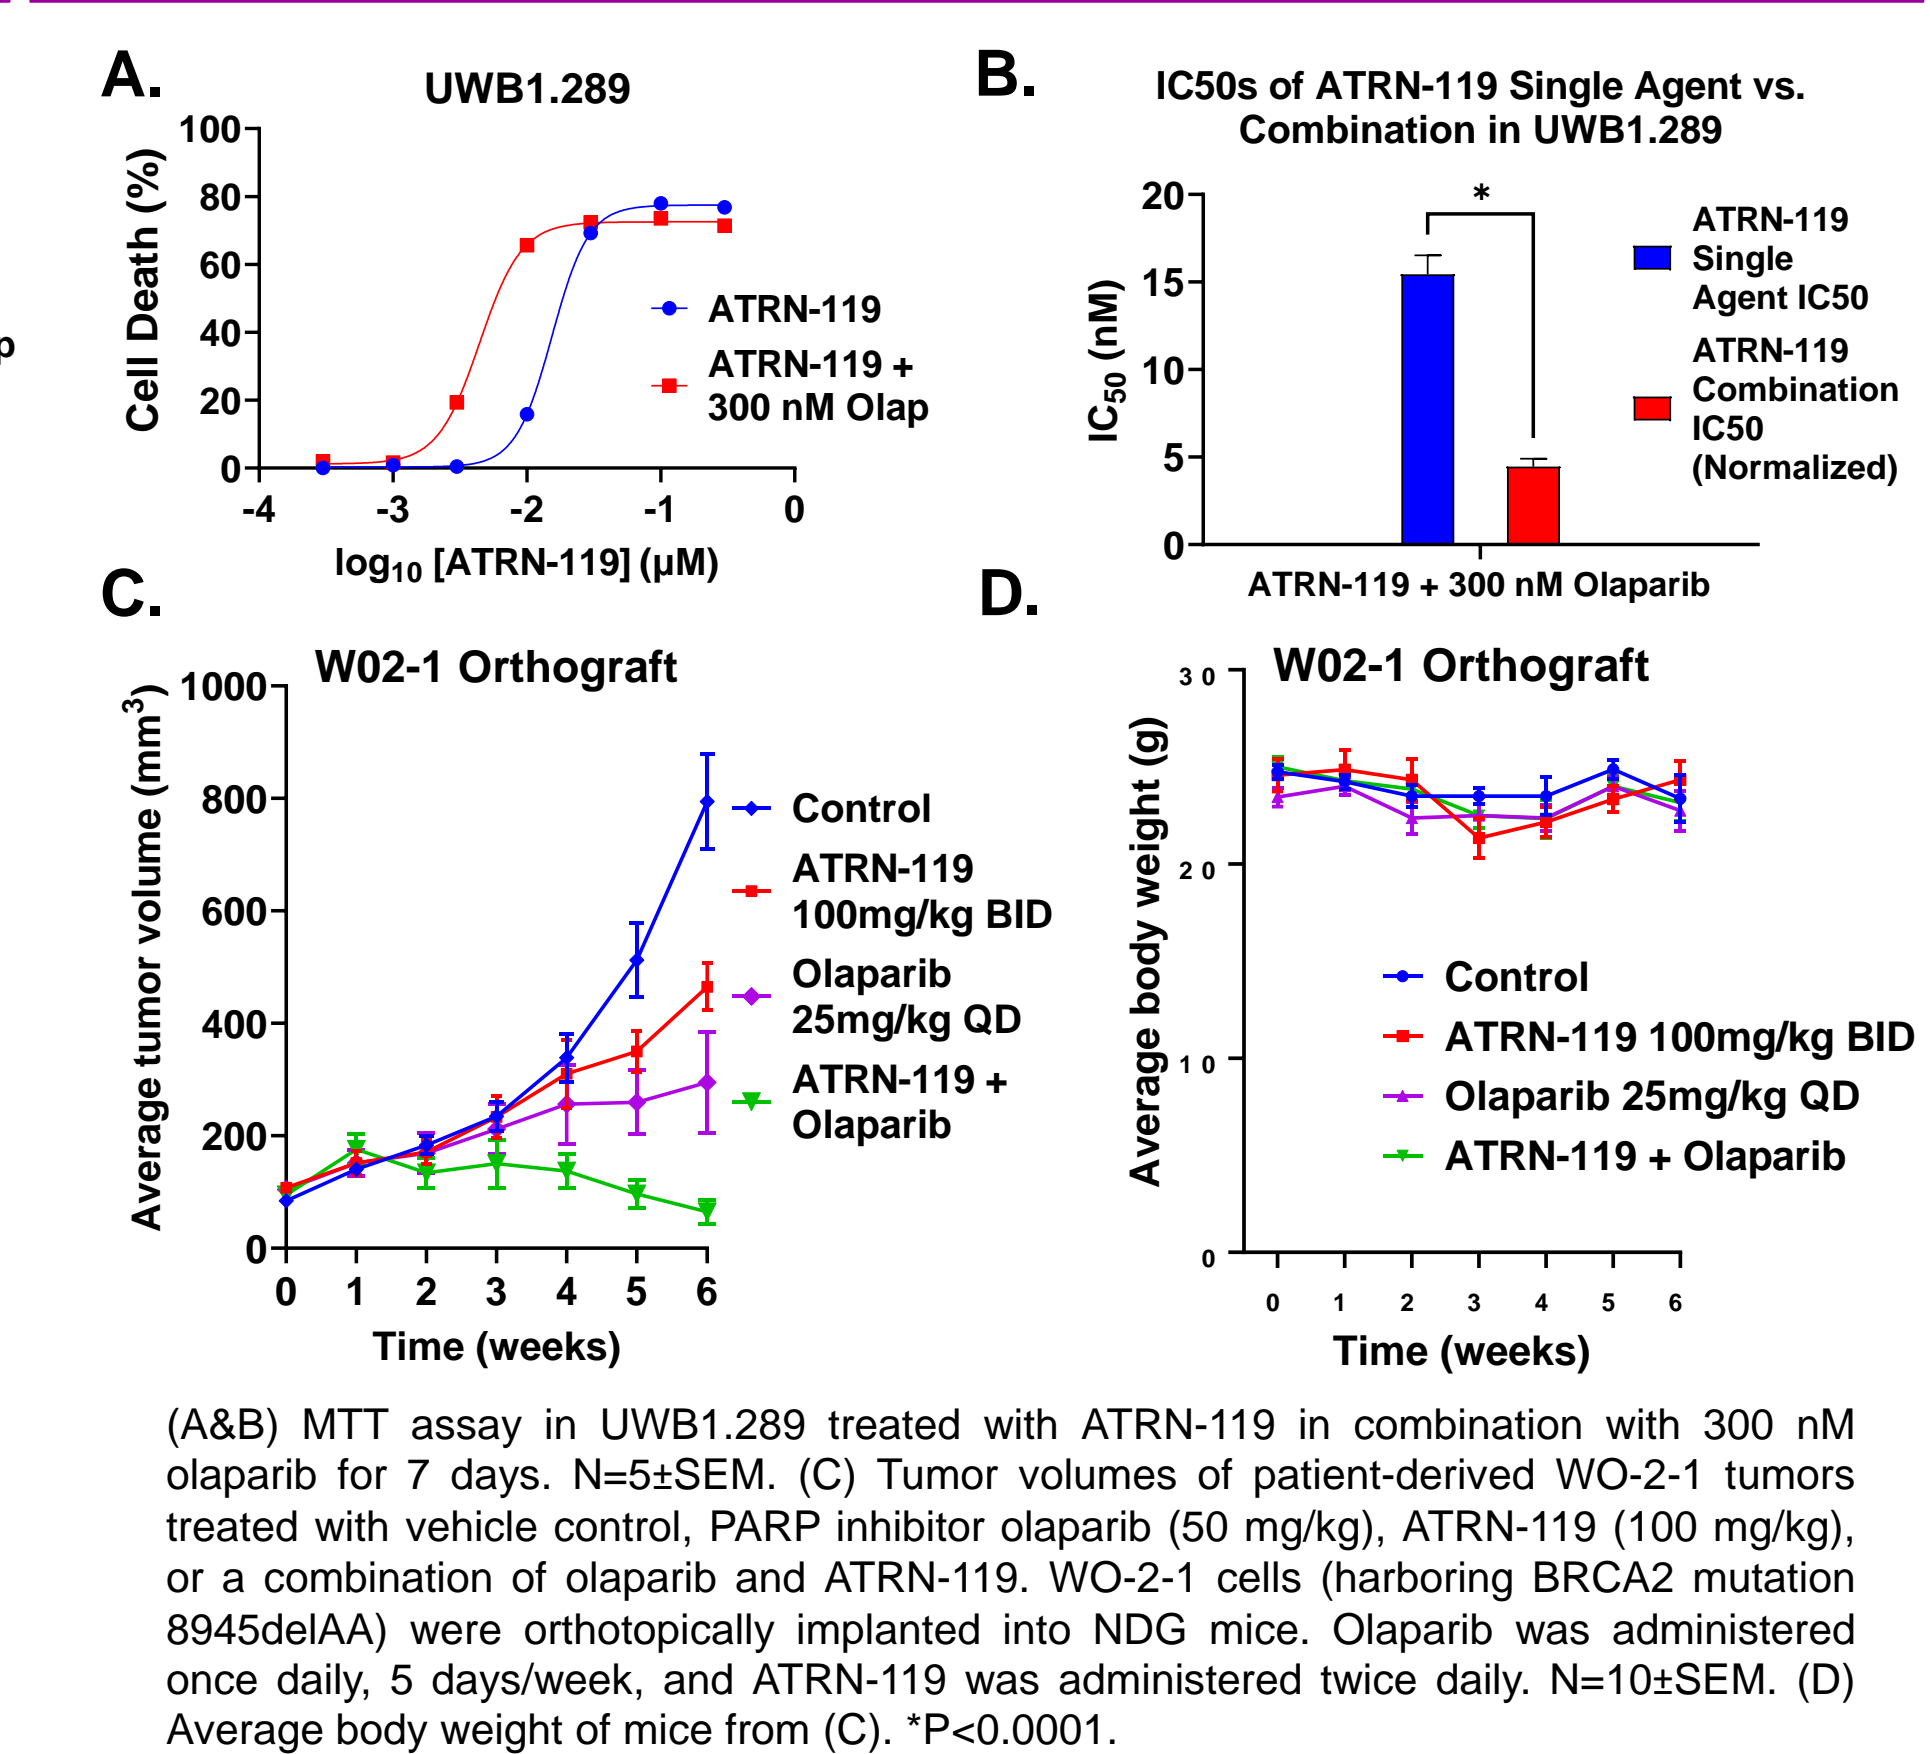 A.
UWB1.289
100
80
60
40
20
0
Cell Death (%)
-4 -3 -2 -1 0
log10 [ATRN-119] (μM)
ATRN-119
ATRN-119 +
300 nM Olap
p
B.
IC50s of ATRN-119 Single Agent vs.
Combination in UWB1.289
20
15
10
5
0
IC50 (nM)
*
ATRN-119 + 300 nM Olaparib
ATRN-119
Single
Agent IC50
ATRN-119
Combination
IC50
(Normalized)
C.
W02-1 Orthograft
1000
800
600
400
200
0
Average tumor volume (mm3)
0 1 2 3 4 5 6
Time (weeks)
Control
ATRN-119
100mg/kg BID
Olaparib
25mg/kg QD
ATRN-119 +
Olaparib
D.
W02-1 Orthograft
30
20
10
0
Average body weight (g)
0 1 2 3 4 5 6
Time (weeks)
Control
ATRN-119 100mg/kg BID
Olaparib 25mg/kg QD
ATRN-119 + Olaparib
(A&B) MTT assay in UWB1.289 treated with ATRN-119 in combination with 300 nM
olaparib for 7 days. N=5±SEM. (C) Tumor volumes of patient-derived WO-2-1 tumors
treated with vehicle control, PARP inhibitor olaparib (50 mg/kg), ATRN-119 (100 mg/kg),
or a combination of olaparib and ATRN-119. WO-2-1 cells (harboring BRCA2 mutation
8945delAA) were orthotopically implanted into NDG mice. Olaparib was administered
once daily, 5 days/week, and ATRN-119 was administered twice daily. N=10±SEM. (D)
Average body weight of mice from (C). *P<0.0001.